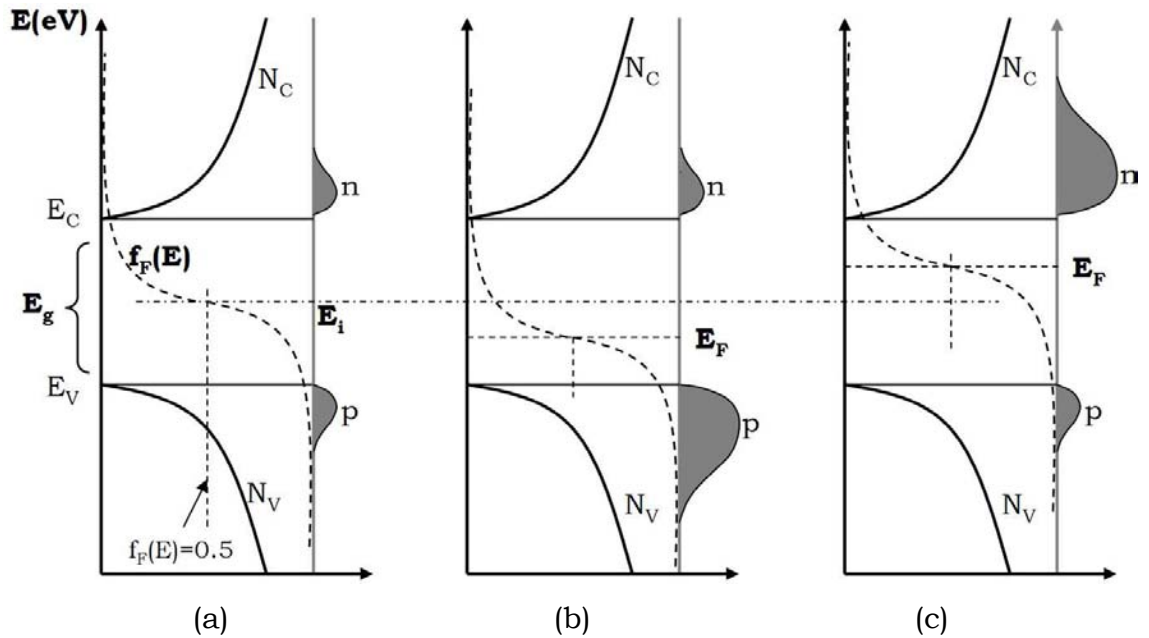 E(eV)
N_C
n
E_C
f_F(E)
E_g
E_i
E_V
p
N_V
f_F(E)=0.5
(a)
N_C
n
E_F
p
N_V
(b)
N_C
n
E_F
p
N_V
(c)